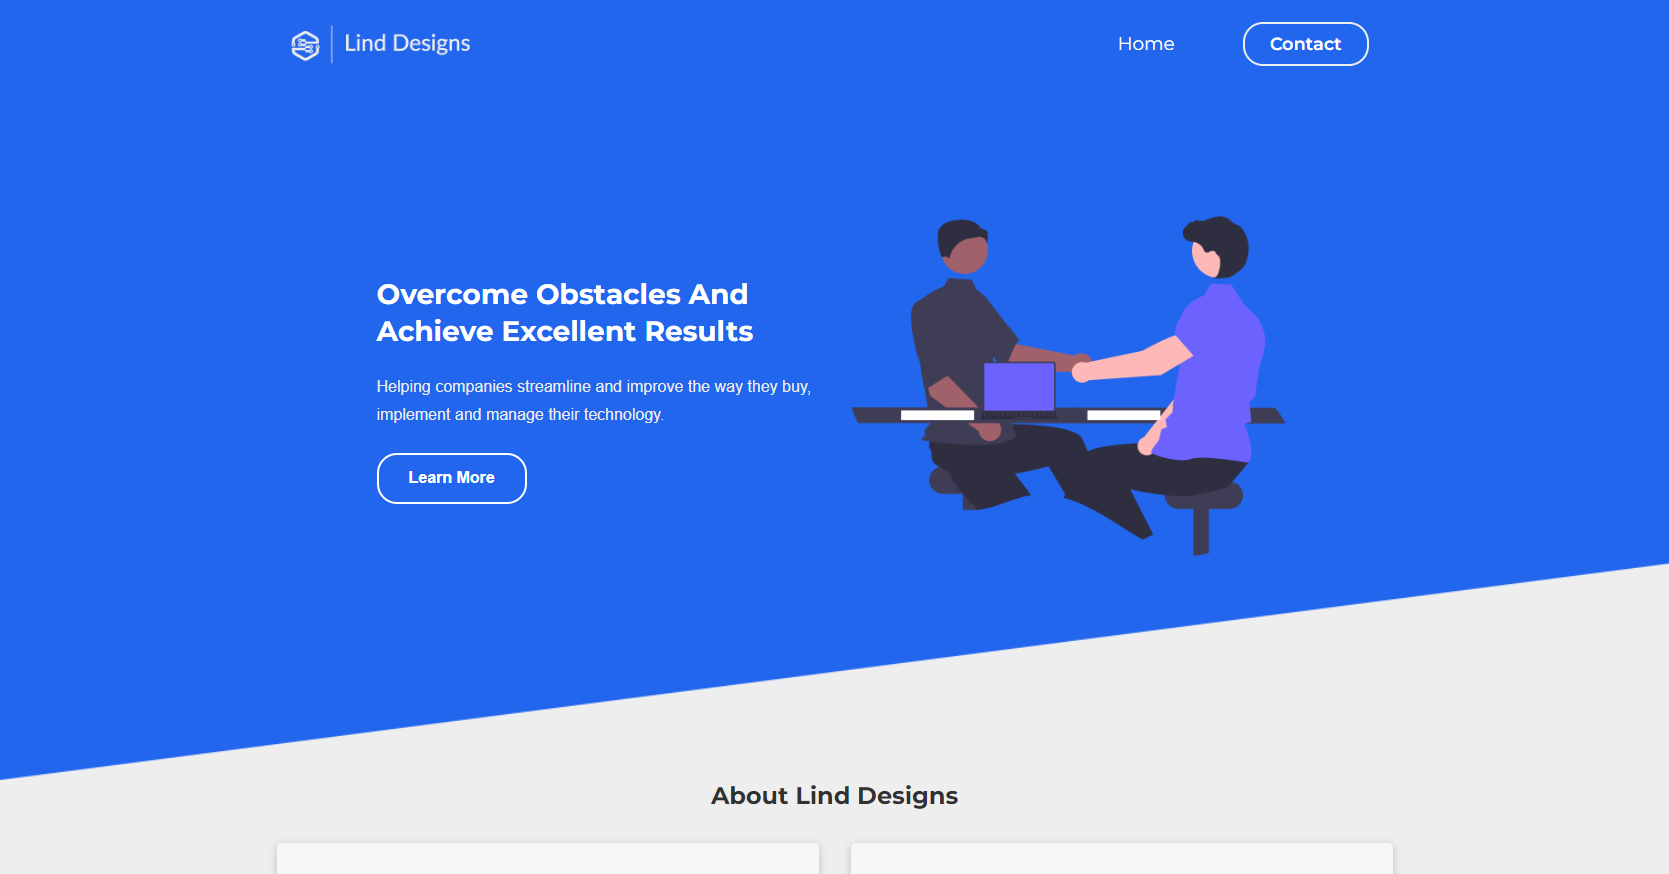 Lind Designs
Home
Contact
Overcome Obstacles And
Achieve Excellent Results
Helping companies streamline and improve the way they buy,
implement and manage their technology.
Learn More
About Lind Designs